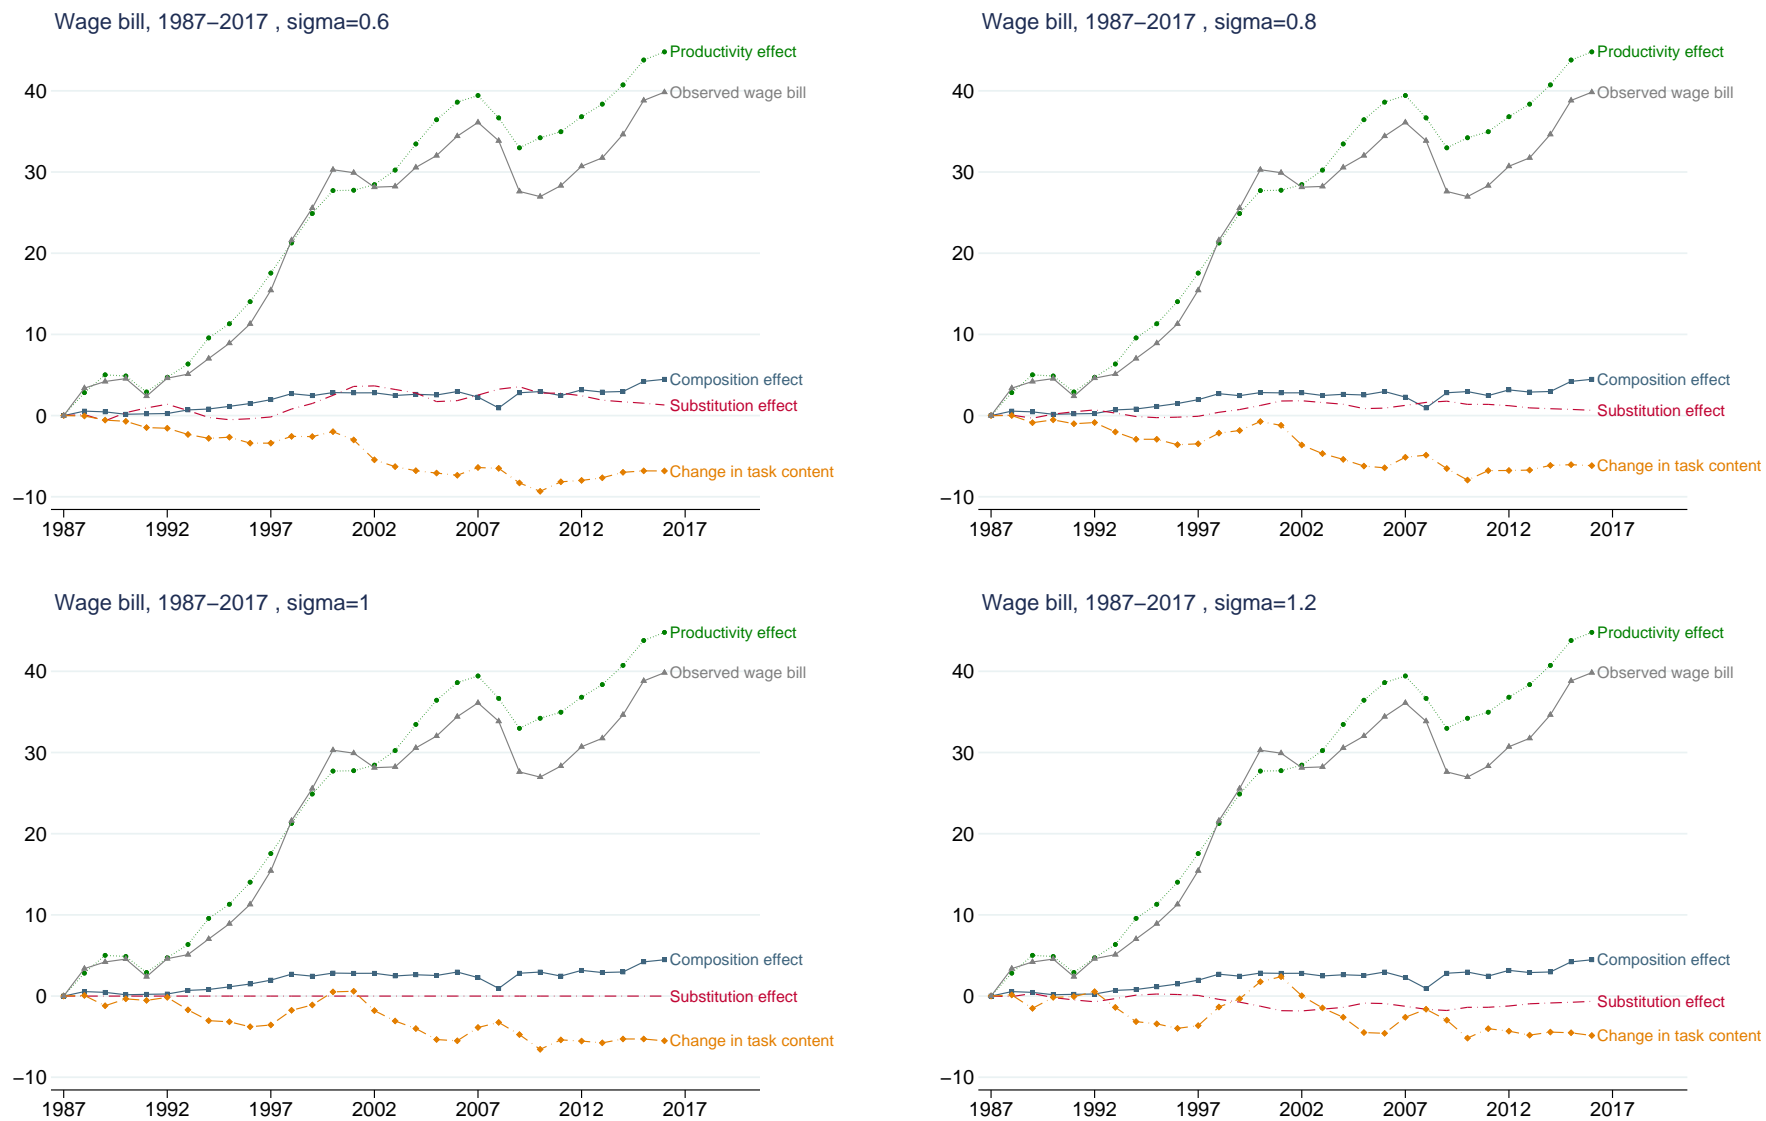 Wage bill, 1987−2017 , sigma=0.6
Productivity effect
40
Observed wage bill
30
20
10
Composition effect
Substitution effect
0
Change in task content
−10
1987 1992 1997 2002 2007 2012 2017
Wage bill, 1987−2017 , sigma=0.8
Productivity effect
40
Observed wage bill
30
20
10
Composition effect
Substitution effect
0
Change in task content
−10
1987 1992 1997 2002 2007 2012 2017
Wage bill, 1987−2017 , sigma=1
Productivity effect
40
Observed wage bill
30
20
10
Composition effect
0
Substitution effect
Change in task content
−10
1987 1992 1997 2002 2007 2012 2017
Wage bill, 1987−2017 , sigma=1.2
Productivity effect
40
Observed wage bill
30
20
10
Composition effect
0
Substitution effect
Change in task content
−10
1987 1992 1997 2002 2007 2012 2017